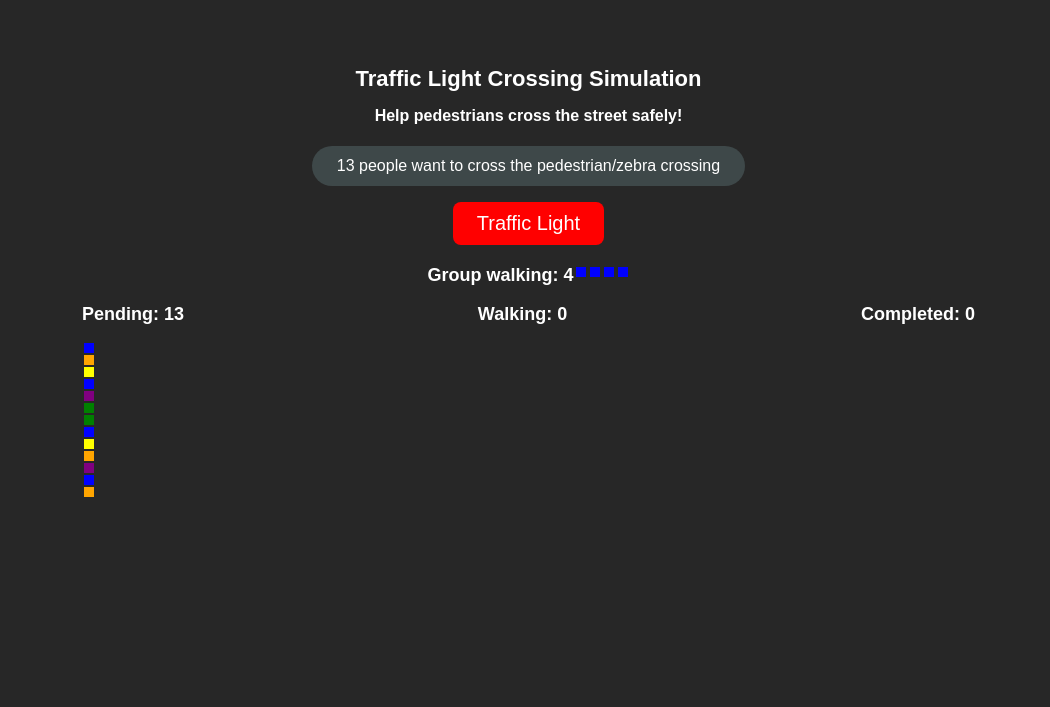 Traffic Light Crossing Simulation
Help pedestrians cross the street safely!
13 people want to cross the pedestrian/zebra crossing
Traffic Light
Group walking: 4
Pending: 13 Walking: 0 Completed: 0